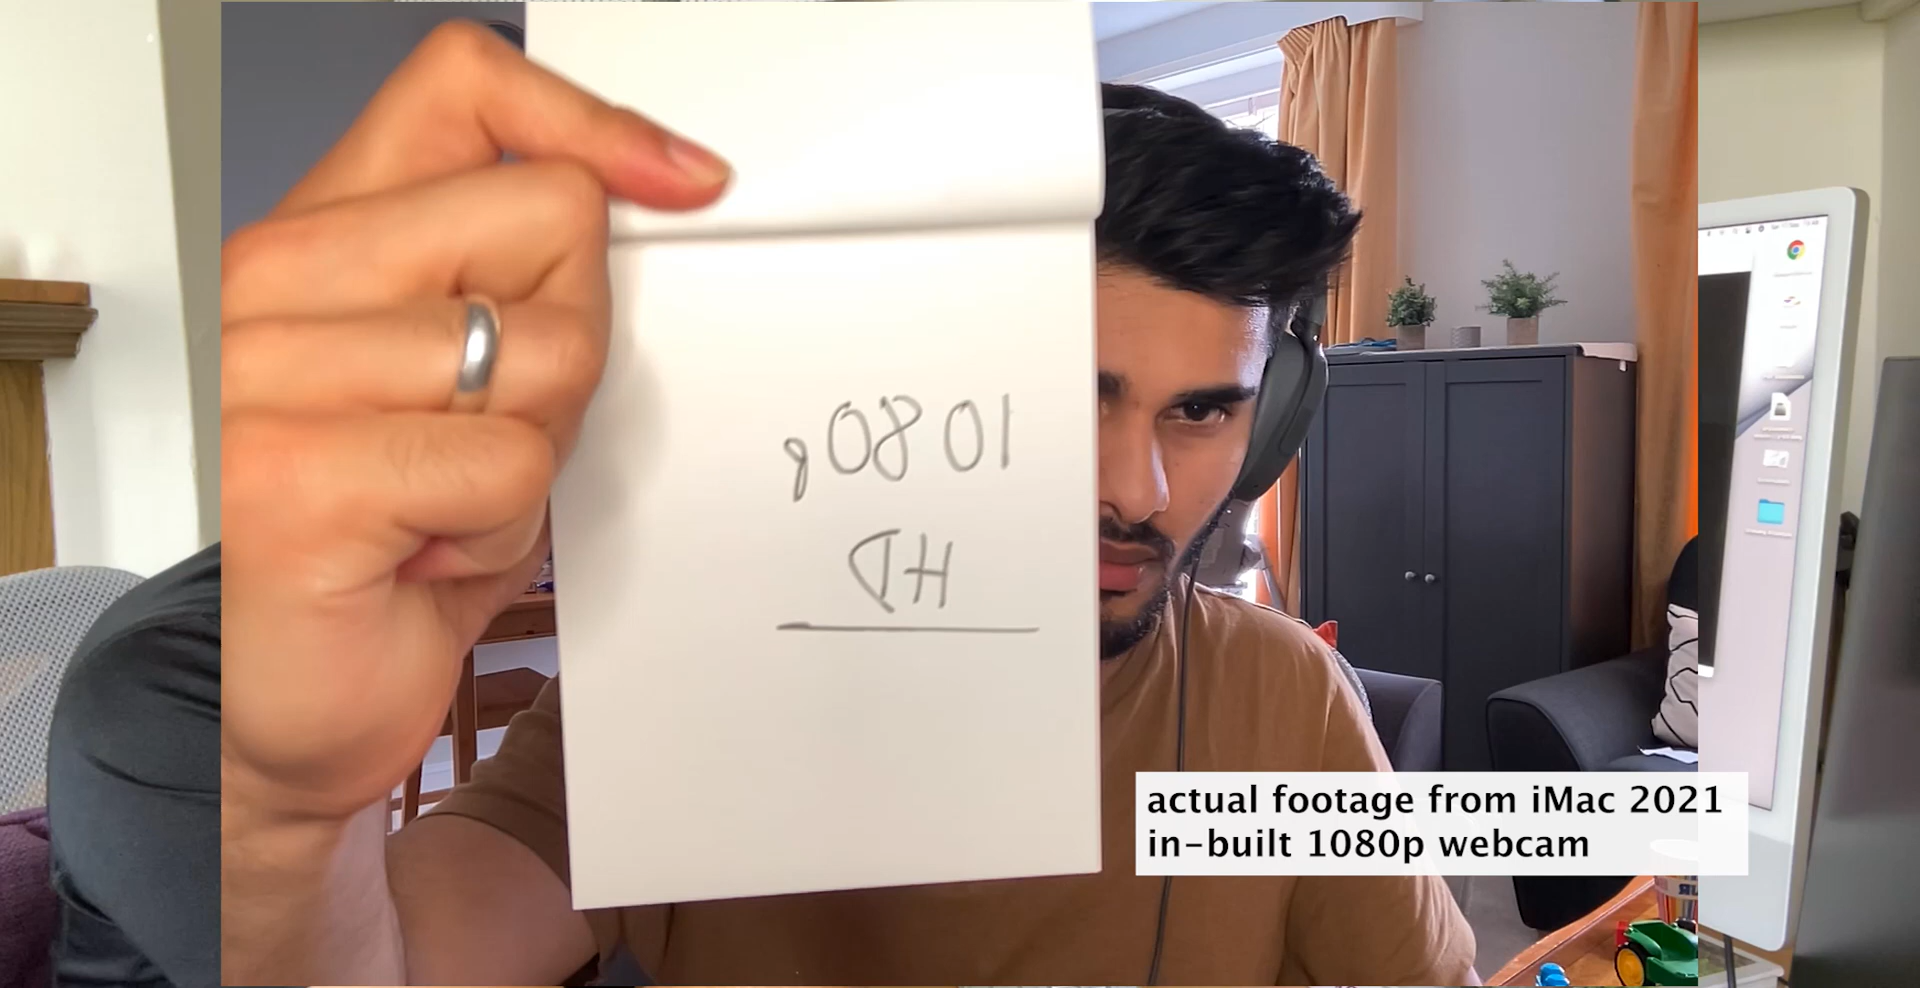 1080p
HD
actual footage from iMac 2021
in-built 1080p webcam